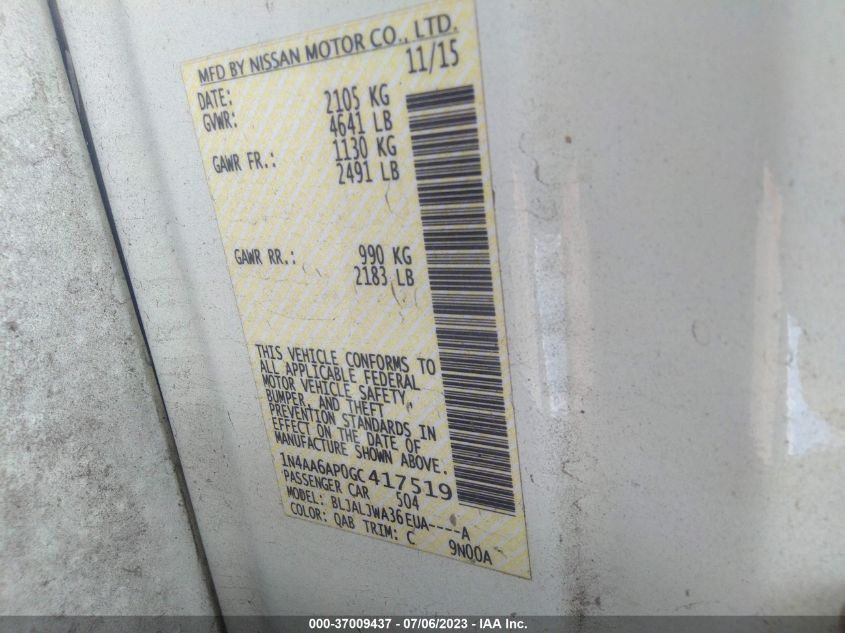 MFD BY NISSAN MOTOR CO., LTD.
DATE: 11/15
GVWR: 2105 KG
4641 LB
GAWR FR.: 1130 KG
2491 LB
GAWR RR.: 990 KG
2183 LB
THIS VEHICLE CONFORMS TO
ALL APPLICABLE FEDERAL
MOTOR VEHICLE SAFETY,
BUMPER, AND THEFT
PREVENTION STANDARDS IN
EFFECT ON THE DATE OF
MANUFACTURE SHOWN ABOVE.
1N4AA6AP0GC417519
PASSENGER CAR 504
MODEL: BLJALJWA36EUA----A
COLOR: QAB TRIM: C 9N00A
000-37009437 - 07/06/2023 - IAA Inc.